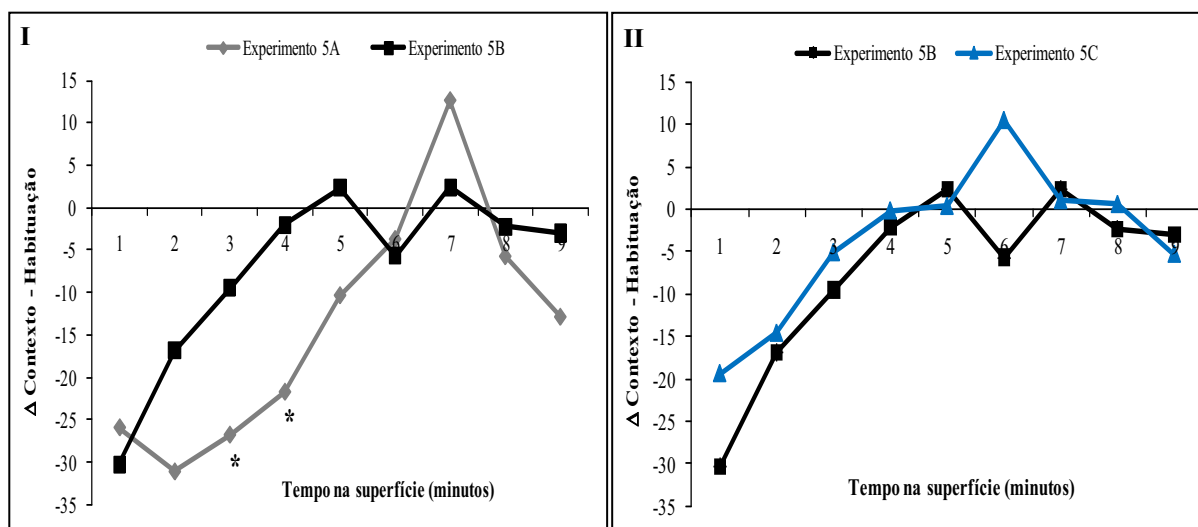 I
Experimento 5A Experimento 5B
15
10
5
0
-5
-10
-15
-20
-25
-30
-35
1 2 3 4 5 6 7 8 9
* *
Δ Contexto - Habituação
Tempo na superfície (minutos)
II
Experimento 5B Experimento 5C
15
10
5
0
-5
-10
-15
-20
-25
-30
-35
1 2 3 4 5 6 7 8 9
Δ Contexto - Habituação
Tempo na superfície (minutos)